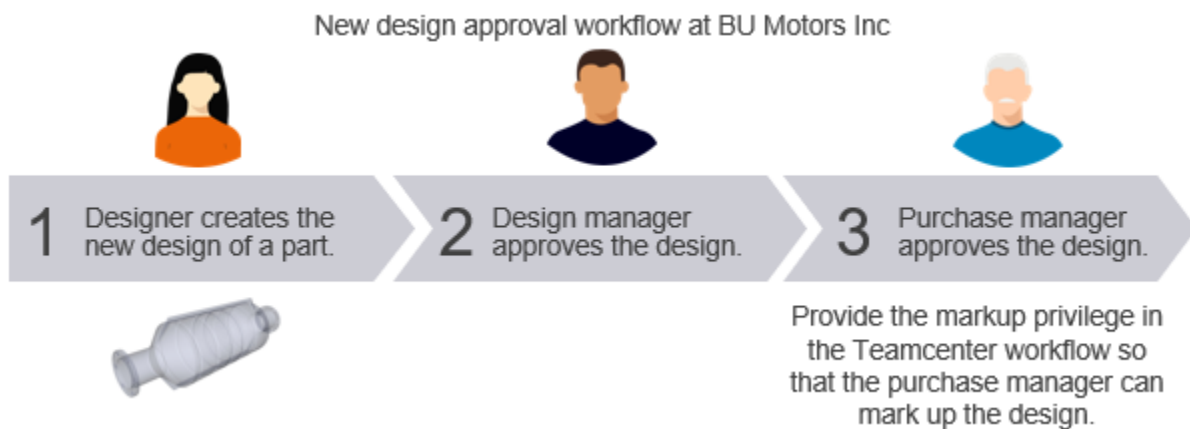 New design approval workflow at BU Motors Inc
1
Designer creates the
new design of a part.
2
Design manager
approves the design.
3
Purchase manager
approves the design.
Provide the markup privilege in
the Teamcenter workflow so
that the purchase manager can
mark up the design.